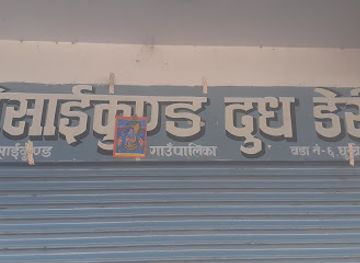 साईकुण्ड दुध डे
साईकुण्ड गाउँपालिका वडा नं-६,